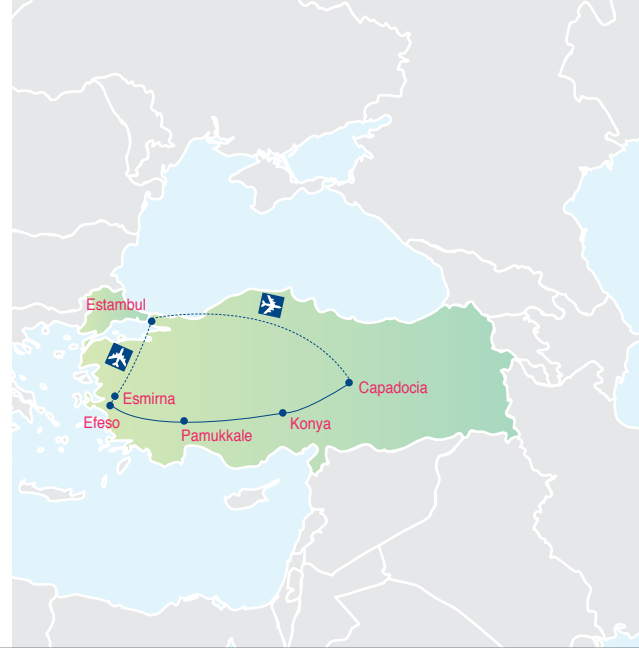 Estambul
Capadocia
Esmirna
Efeso
Konya
Pamukkale